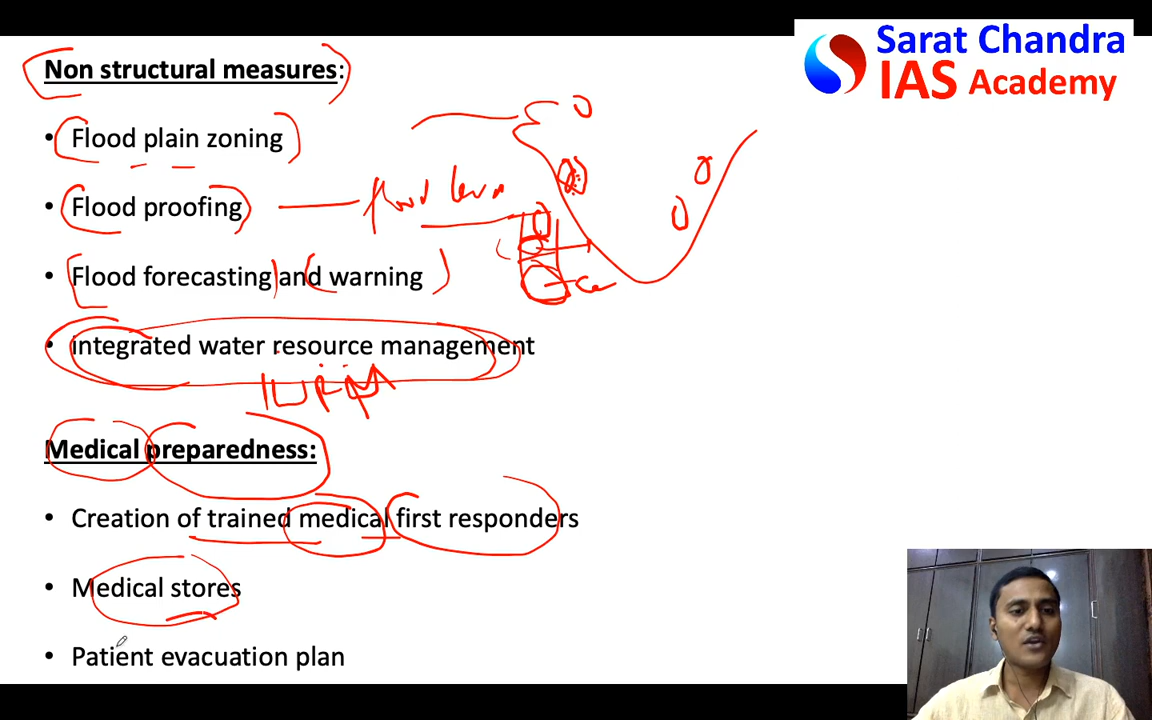 Sarat Chandra
IAS Academy
Non structural measures:
• Flood plain zoning
• Flood proofing
flood level
• Flood forecasting and warning
• integrated water resource management
IWRM
Medical preparedness:
• Creation of trained medical first responders
• Medical stores
• Patient evacuation plan